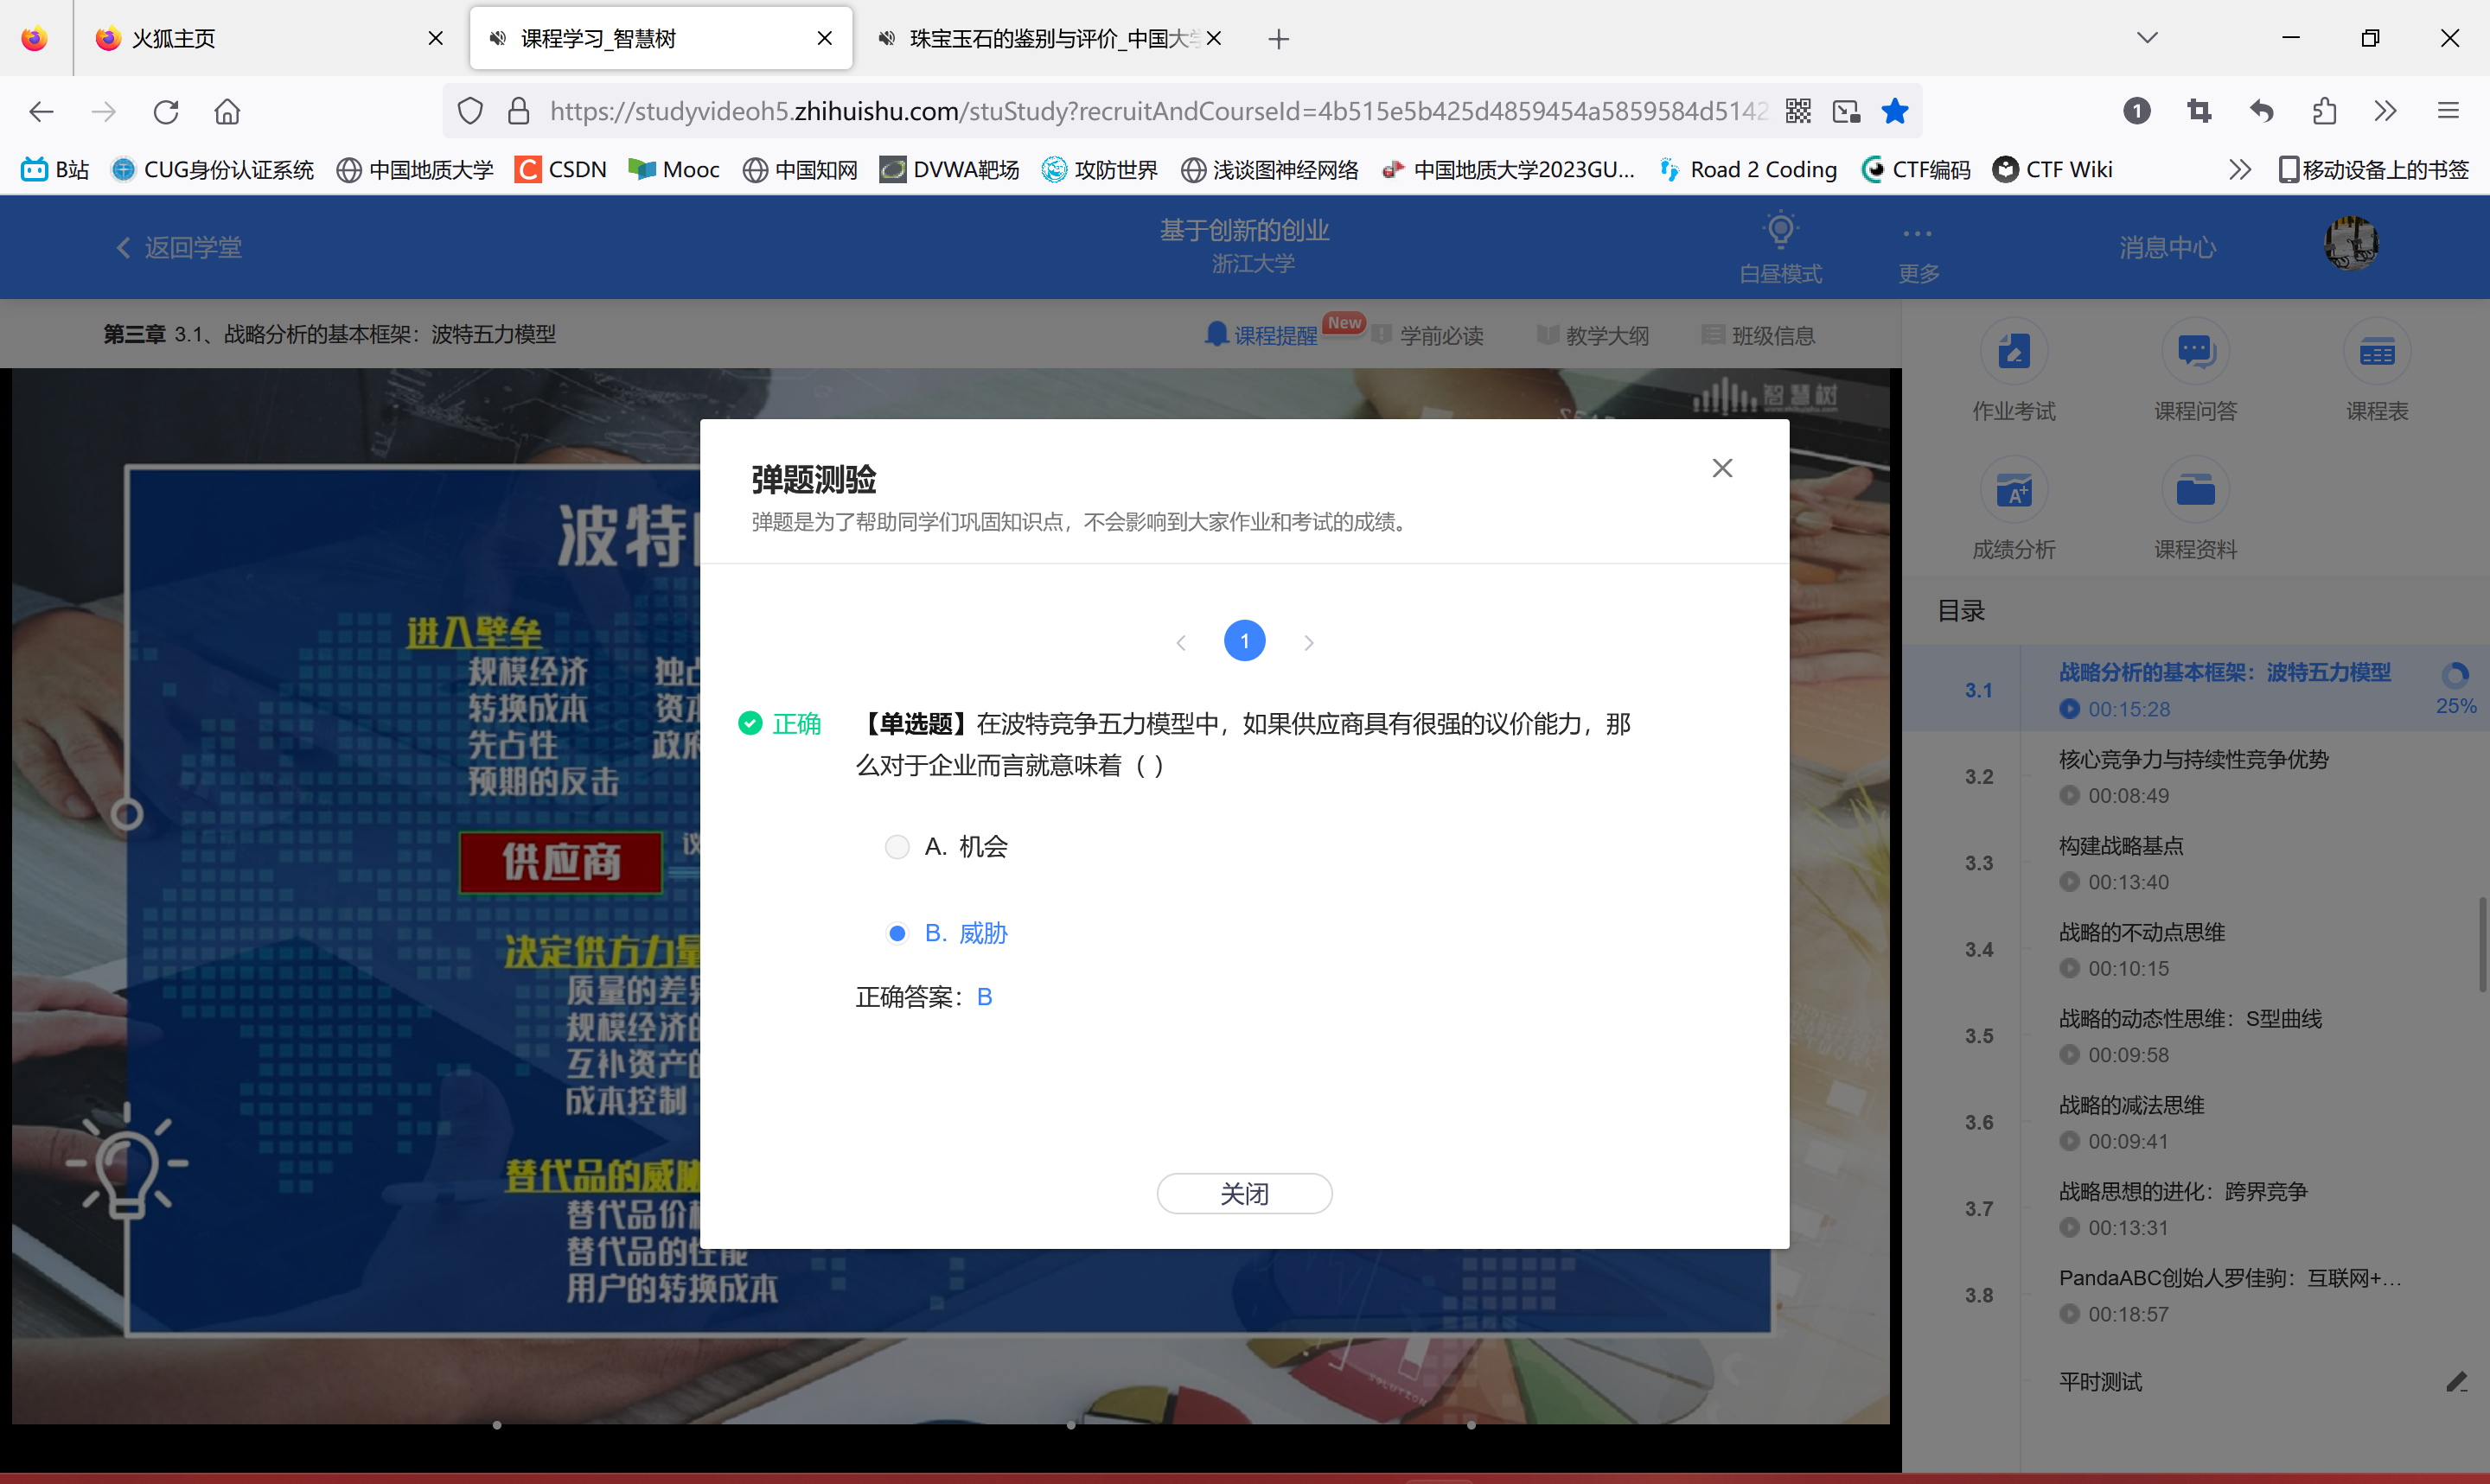 火狐主页
课程学习_智慧树
珠宝玉石的鉴别与评价_中国大学
https://studyvideoh5.zhihuishu.com/stuStudy?recruitAndCourseId=4b515e5b425d4859454a5859584d5142
1
B站
CUG身份认证系统
中国地质大学
CSDN
Mooc
中国知网
DVWA靶场
攻防世界
浅谈图神经网络
中国地质大学2023GU...
Road 2 Coding
CTF编码
CTF Wiki
移动设备上的书签
返回学堂
基于创新的创业
浙江大学
白昼模式
更多
消息中心
第三章 3.1、战略分析的基本框架：波特五力模型
课程提醒
New
学前必读
教学大纲
班级信息
智慧树
www.zhihuishu.com
作业考试
课程问答
课程表
成绩分析
课程资料
波特
进入壁垒
规模经济 独占
转换成本 资本
先占性 政府
预期的反击
供应商
议
决定供方力量
质量的差异
规模经济的
互补资产的
成本控制
替代品的威胁
替代品价格
替代品的性能
用户的转换成本
SOLUTION
弹题测验
弹题是为了帮助同学们巩固知识点，不会影响到大家作业和考试的成绩。
1
正确
【单选题】在波特竞争五力模型中，如果供应商具有很强的议价能力，那
么对于企业而言就意味着（ ）
A. 机会
B. 威胁
正确答案：B
关闭
目录
3.1
战略分析的基本框架：波特五力模型
00:15:28
25%
3.2
核心竞争力与持续性竞争优势
00:08:49
3.3
构建战略基点
00:13:40
3.4
战略的不动点思维
00:10:15
3.5
战略的动态性思维：S型曲线
00:09:58
3.6
战略的减法思维
00:09:41
3.7
战略思想的进化：跨界竞争
00:13:31
3.8
PandaABC创始人罗佳驹：互联网+...
00:18:57
平时测试